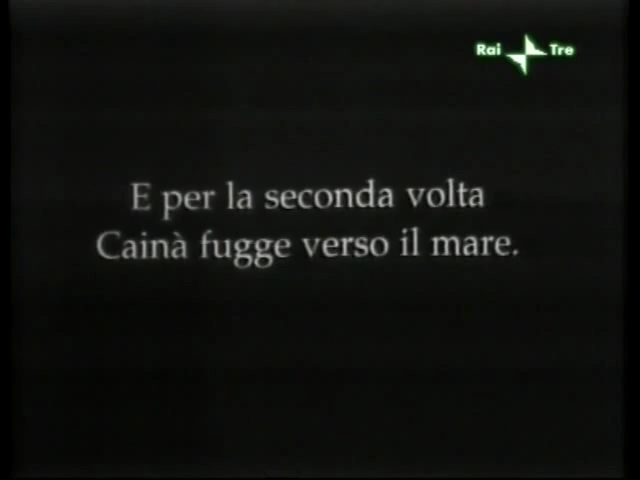 Rai Tre
E per la seconda volta
Cainà fugge verso il mare.